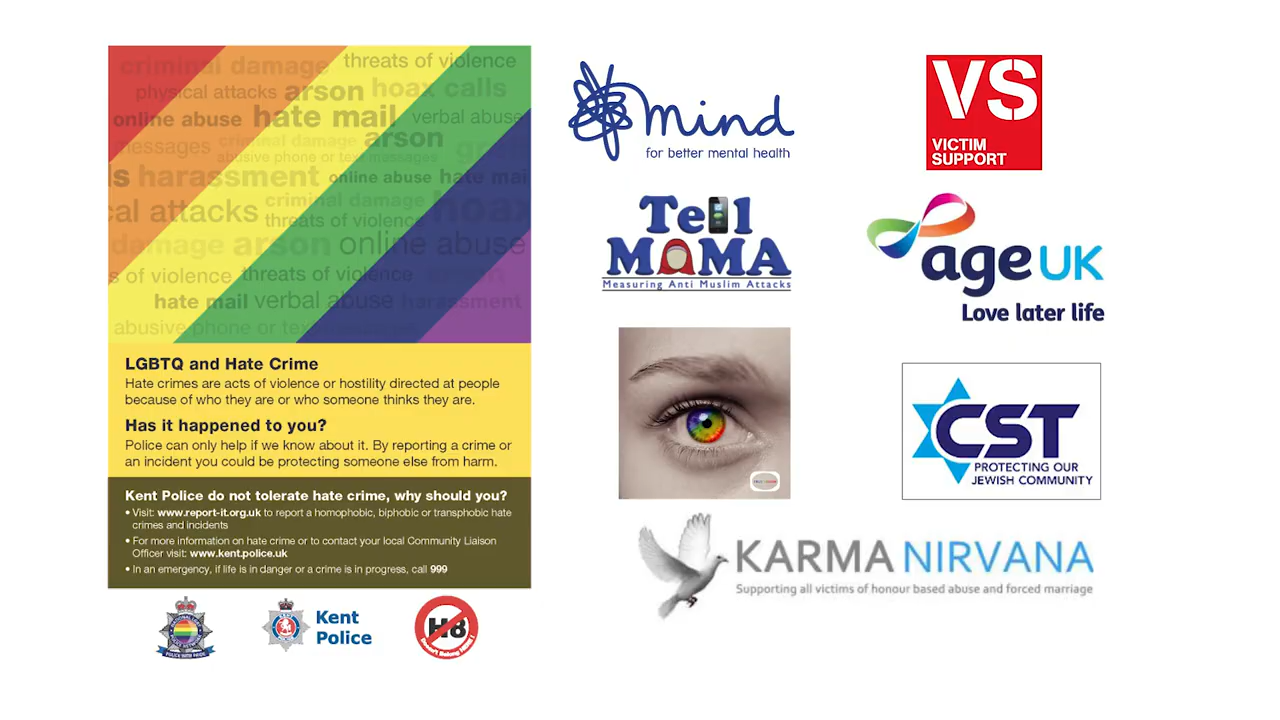 criminal damage threats of violence
physical attacks arson hoax calls
online abuse hate mail verbal abuse
messages criminal damage arson
abusive phone or text messages
ls harassment online abuse hate mai
cal attacks criminal damage hoax
threats of violence
damage arson online abuse
s of violence threats of violence
hate mail verbal abuse harassment
abusive phone or text messages
LGBTQ and Hate Crime
Hate crimes are acts of violence or hostility directed at people
because of who they are or who someone thinks they are.
Has it happened to you?
Police can only help if we know about it. By reporting a crime or
an incident you could be protecting someone else from harm.
Kent Police do not tolerate hate crime, why should you?
• Visit: www.report-it.org.uk to report a homophobic, biphobic or transphobic hate
crimes and incidents
• For more information on hate crime or to contact your local Community Liaison
Officer visit: www.kent.police.uk
• In an emergency, if life is in danger or a crime is in progress, call 999
POLICE WITH PRIDE
Kent
Police
H8
mind
for better mental health
VS
VICTIM
SUPPORT
Tell
MAMA
Measuring Anti Muslim Attacks
age UK
Love later life
CST
PROTECTING OUR
JEWISH COMMUNITY
KARMA NIRVANA
Supporting all victims of honour based abuse and forced marriage